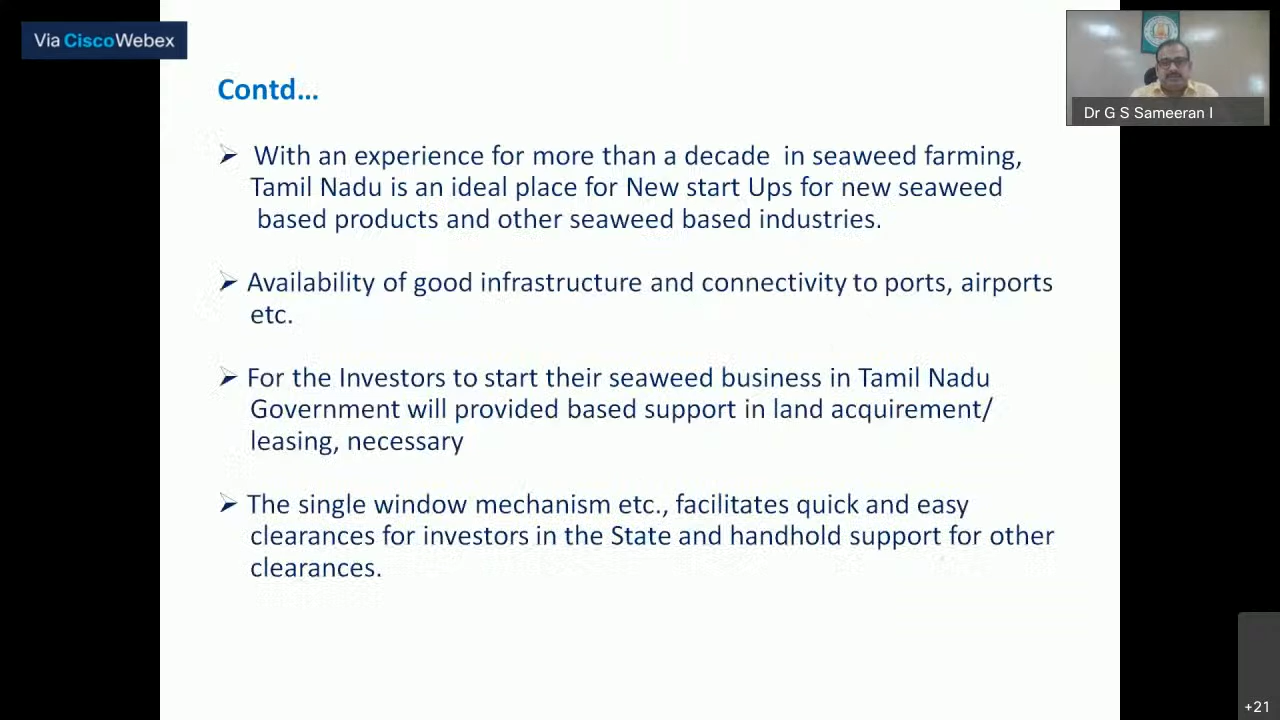 Via CiscoWebex
Dr G S Sameeran I
Contd...
With an experience for more than a decade in seaweed farming,
Tamil Nadu is an ideal place for New start Ups for new seaweed
based products and other seaweed based industries.
Availability of good infrastructure and connectivity to ports, airports
etc.
For the Investors to start their seaweed business in Tamil Nadu
Government will provided based support in land acquirement/
leasing, necessary
The single window mechanism etc., facilitates quick and easy
clearances for investors in the State and handhold support for other
clearances.
+21